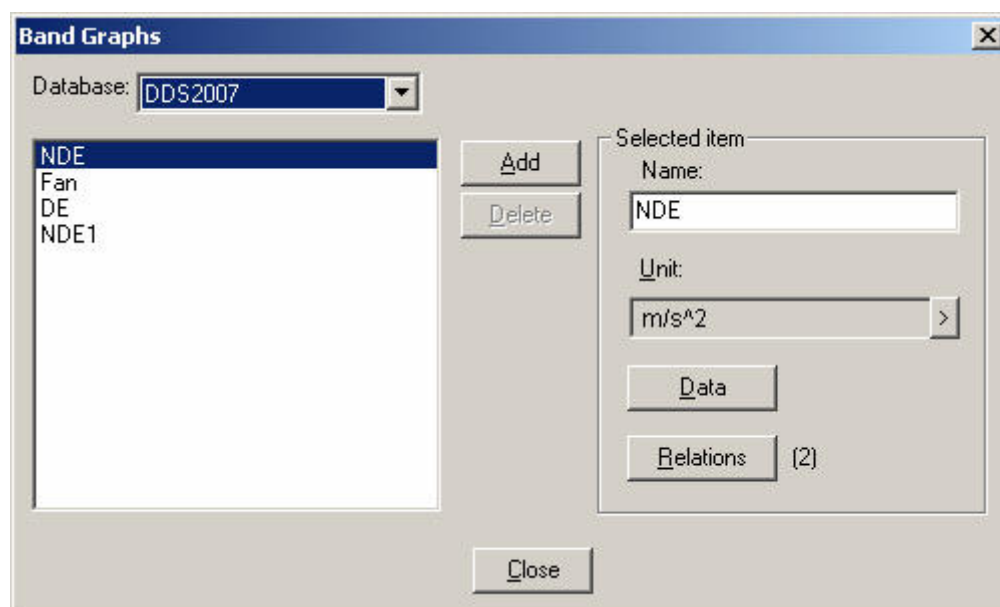 Band Graphs
Database: DDS2007
NDE
Fan
DE
NDE1
Add
Delete
Selected item
Name:
NDE
Unit:
m/s^2
>
Data
Relations (2)
Close